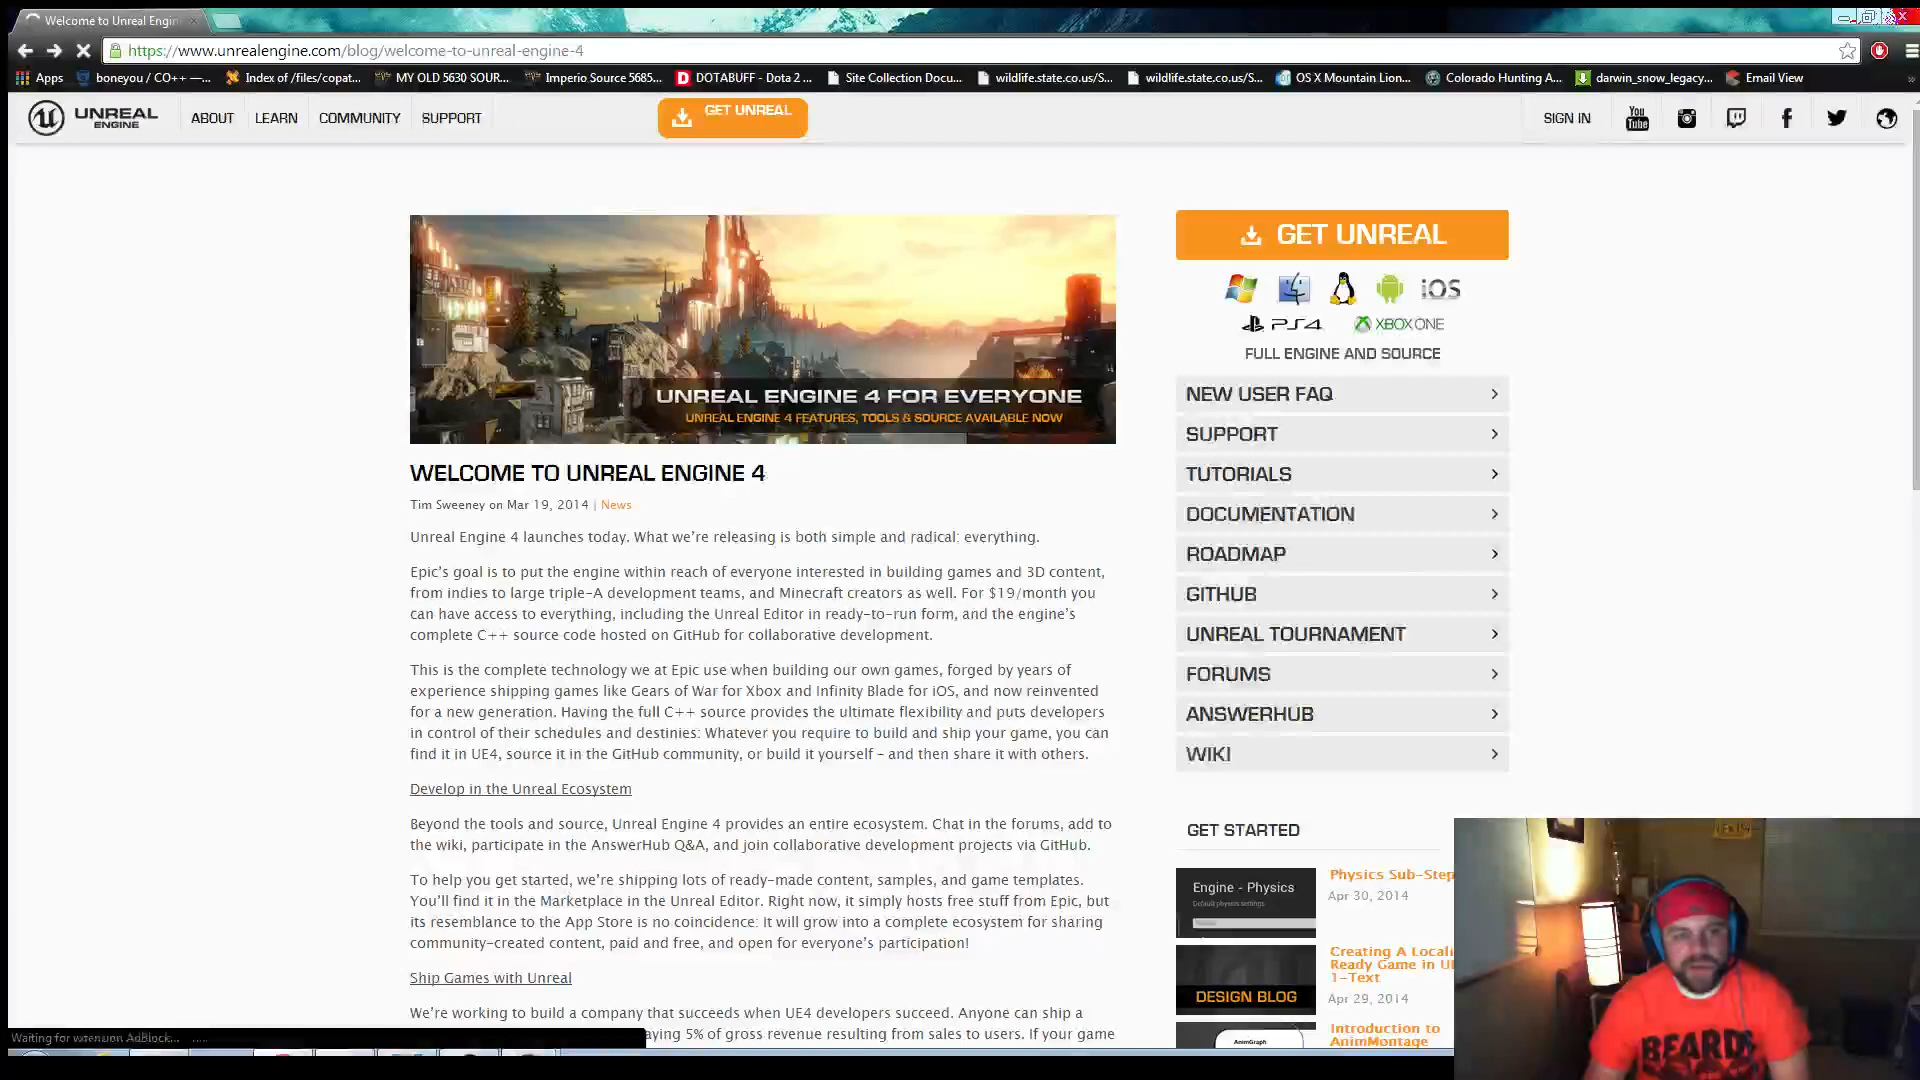 Welcome to Unreal Engin
https://www.unrealengine.com/blog/welcome-to-unreal-engine-4
Apps boneyou / CO++ —... Index of /files/copat... MY OLD 5630 SOUR... Imperio Source 5685... DOTABUFF - Dota 2 ... Site Collection Docu... wildlife.state.co.us/S... wildlife.state.co.us/S... OS X Mountain Lion... Colorado Hunting A... darwin_snow_legacy... Email View »
UNREAL ENGINE ABOUT LEARN COMMUNITY SUPPORT GET UNREAL SIGN IN You Tube
UNREAL ENGINE 4 FOR EVERYONE
UNREAL ENGINE 4 FEATURES, TOOLS & SOURCE AVAILABLE NOW
WELCOME TO UNREAL ENGINE 4
Tim Sweeney on Mar 19, 2014 | News
Unreal Engine 4 launches today. What we’re releasing is both simple and radical: everything.
Epic’s goal is to put the engine within reach of everyone interested in building games and 3D content,
from indies to large triple-A development teams, and Minecraft creators as well. For $19/month you
can have access to everything, including the Unreal Editor in ready-to-run form, and the engine’s
complete C++ source code hosted on GitHub for collaborative development.
This is the complete technology we at Epic use when building our own games, forged by years of
experience shipping games like Gears of War for Xbox and Infinity Blade for iOS, and now reinvented
for a new generation. Having the full C++ source provides the ultimate flexibility and puts developers
in control of their schedules and destinies: Whatever you require to build and ship your game, you can
find it in UE4, source it in the GitHub community, or build it yourself – and then share it with others.
Develop in the Unreal Ecosystem
Beyond the tools and source, Unreal Engine 4 provides an entire ecosystem. Chat in the forums, add to
the wiki, participate in the AnswerHub Q&A, and join collaborative development projects via GitHub.
To help you get started, we’re shipping lots of ready-made content, samples, and game templates.
You’ll find it in the Marketplace in the Unreal Editor. Right now, it simply hosts free stuff from Epic, but
its resemblance to the App Store is no coincidence: It will grow into a complete ecosystem for sharing
community-created content, paid and free, and open for everyone’s participation!
Ship Games with Unreal
We’re working to build a company that succeeds when UE4 developers succeed. Anyone can ship a
aying 5% of gross revenue resulting from sales to users. If your game
GET UNREAL
iOS
PS4 XBOX ONE
FULL ENGINE AND SOURCE
NEW USER FAQ
SUPPORT
TUTORIALS
DOCUMENTATION
ROADMAP
GITHUB
UNREAL TOURNAMENT
FORUMS
ANSWERHUB
WIKI
GET STARTED
Engine - Physics
Default physics settings
Physics Sub-Step
Apr 30, 2014
DESIGN BLOG
Creating A Locali
Ready Game in U
1-Text
Apr 29, 2014
AnimGraph
Introduction to
AnimMontage
Waiting for extension AdBlock...
BEARD